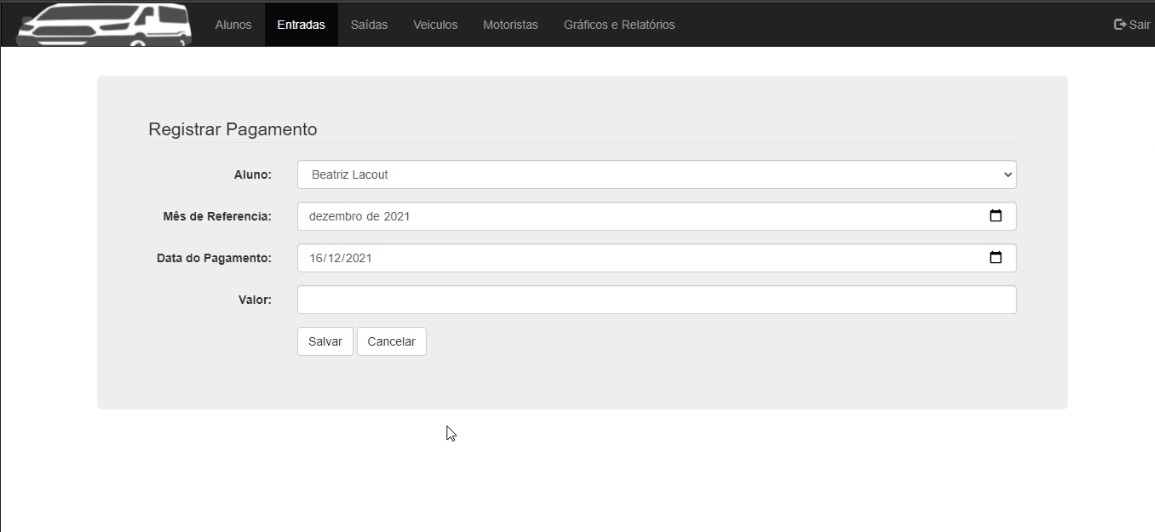 Alunos Entradas Saídas Veiculos Motoristas Gráficos e Relatórios Sair
Registrar Pagamento
Aluno: Beatriz Lacout
Mês de Referencia: dezembro de 2021
Data do Pagamento: 16/12/2021
Valor:
Salvar Cancelar